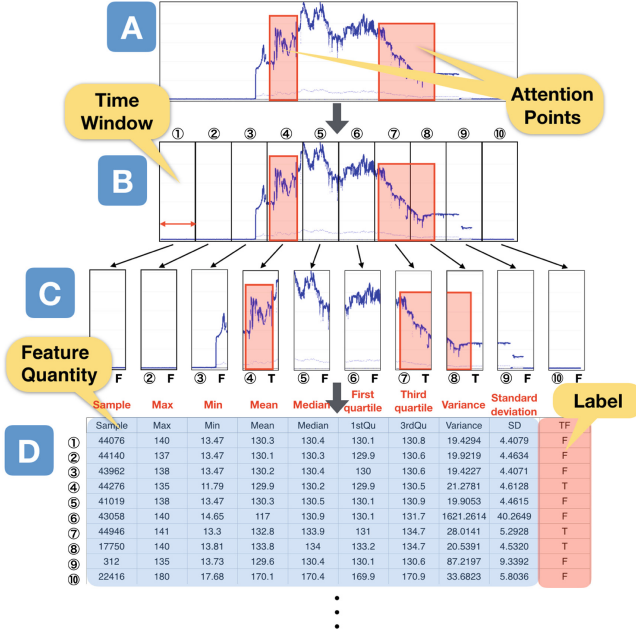 A
Attention
Points
Time
Window
① ② ③ ④ ⑤ ⑥ ⑦ ⑧ ⑨ ⑩
B
C
Feature
Quantity
F ② F ③ F ④ T ⑤ F ⑥ F ⑦ T ⑧ T ⑨ F ⑩ F
Sample Max Min Mean Median First quartile Third quartile Variance Standard deviation
Label
D
Sample Max Min Mean Median 1stQu 3rdQu Variance SD TF
① 44076 140 13.47 130.3 130.4 130.1 130.8 19.4294 4.4079 F
② 44140 137 13.47 130.1 130.3 129.9 130.6 19.9219 4.4634 F
③ 43962 138 13.47 130.2 130.4 130 130.6 19.4227 4.4071 F
④ 44276 135 11.79 129.9 130.2 129.9 130.5 21.2781 4.6128 T
⑤ 41019 138 13.47 130.3 130.5 130.1 130.9 19.9053 4.4615 F
⑥ 43058 140 14.65 117 130.9 130.1 131.7 1621.2614 40.2649 F
⑦ 44946 141 13.3 132.8 133.9 131 134.7 28.0141 5.2928 T
⑧ 17750 140 13.81 133.8 134 133.2 134.7 20.5391 4.5320 T
⑨ 312 135 13.73 129.6 130.4 130.1 130.6 87.2197 9.3392 F
⑩ 22416 180 17.68 170.1 170.4 169.9 170.9 33.6823 5.8036 F